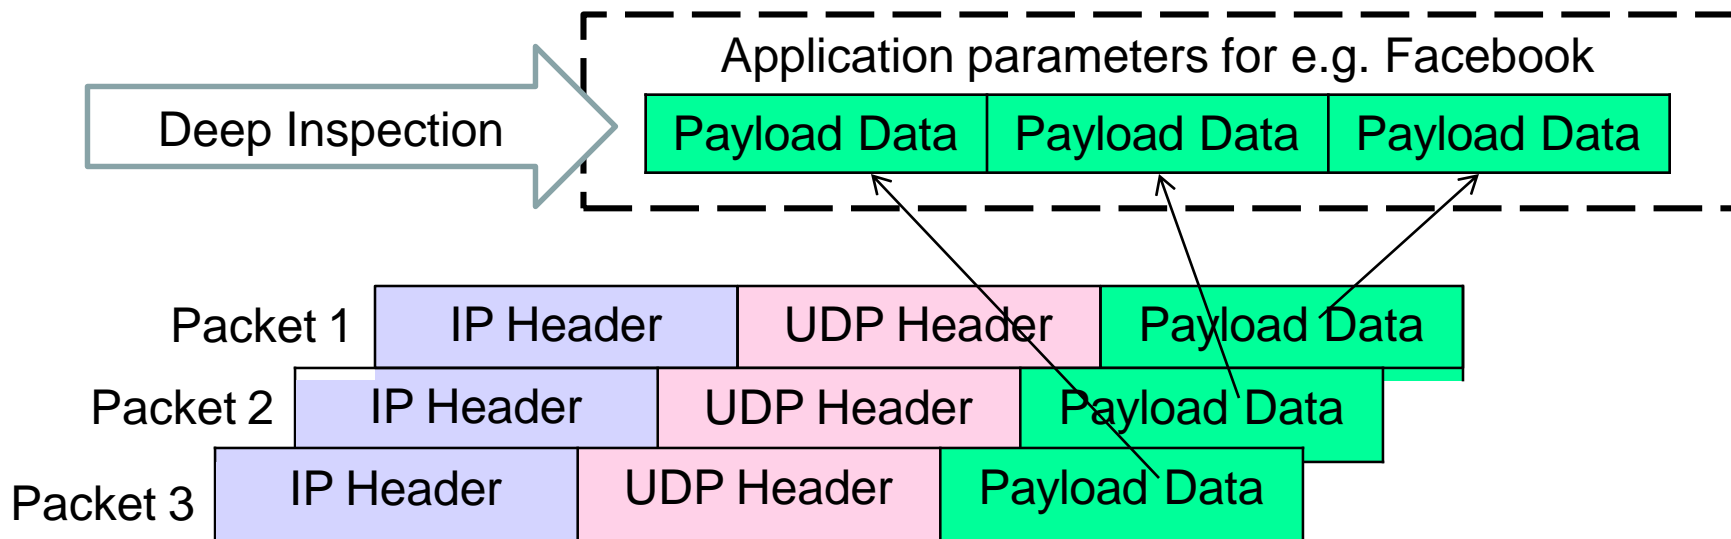 Application parameters for e.g. Facebook
Deep Inspection
Payload Data Payload Data Payload Data
Packet 1 IP Header UDP Header Payload Data
Packet 2 IP Header UDP Header Payload Data
Packet 3 IP Header UDP Header Payload Data